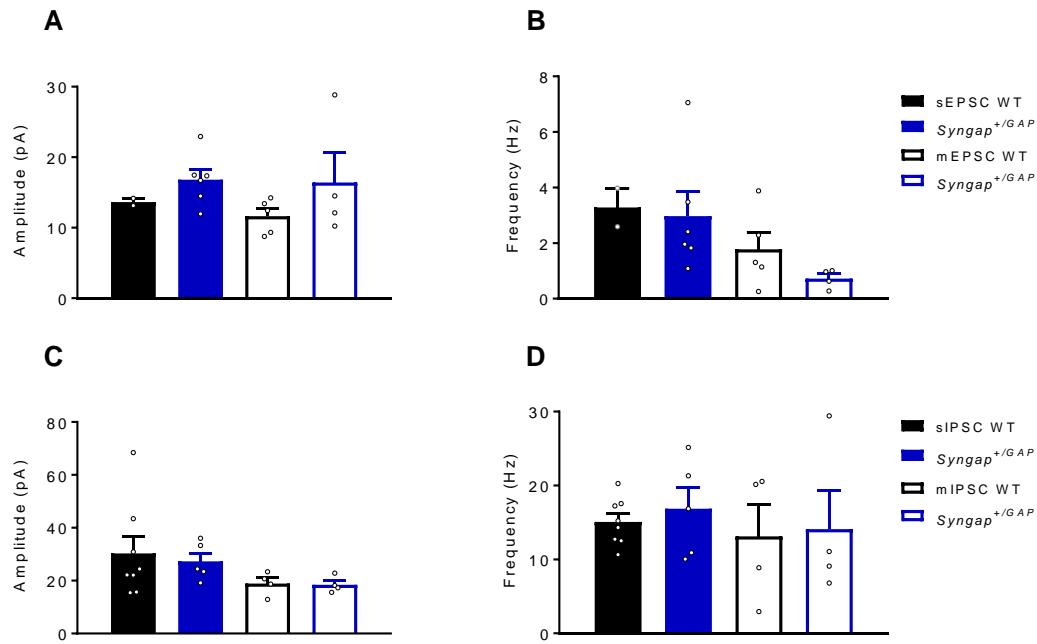 A
Amplitude (pA)
30
20
10
0
B
Frequency (Hz)
8
6
4
2
0
sEPSC WT
Syngap+/GAP
mEPSC WT
Syngap+/GAP
C
Amplitude (pA)
80
60
40
20
0
D
Frequency (Hz)
30
20
10
0
sIPSC WT
Syngap+/GAP
mIPSC WT
Syngap+/GAP